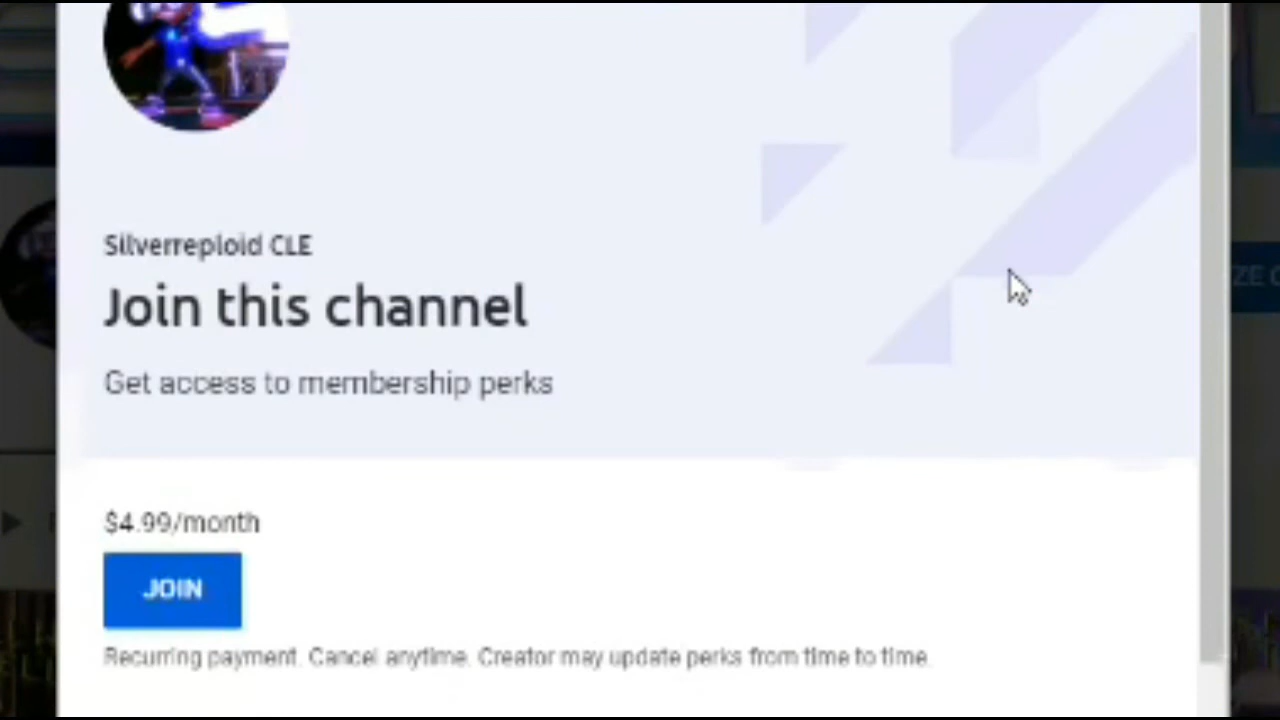 Silverreploid CLE
Join this channel
Get access to membership perks
$4.99/month
JOIN
Recurring payment. Cancel anytime. Creator may update perks from time to time.